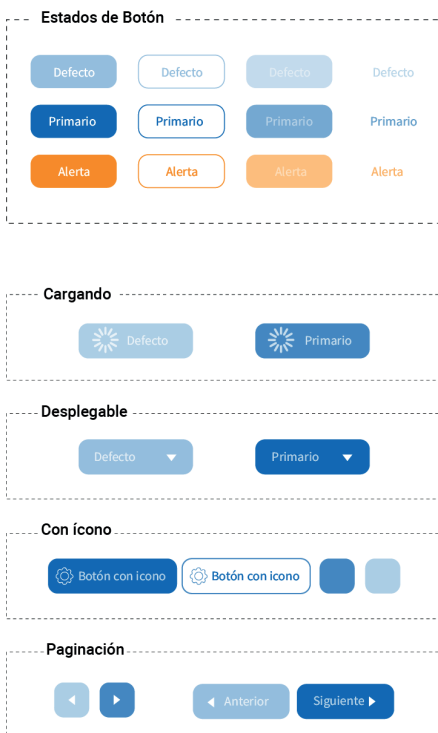 Estados de Botón
Defecto Defecto Defecto Defecto
Primario Primario Primario Primario
Alerta Alerta Alerta Alerta
Cargando
Defecto Primario
Desplegable
Defecto Primario
Con ícono
Botón con icono Botón con icono
Paginación
Anterior Siguiente